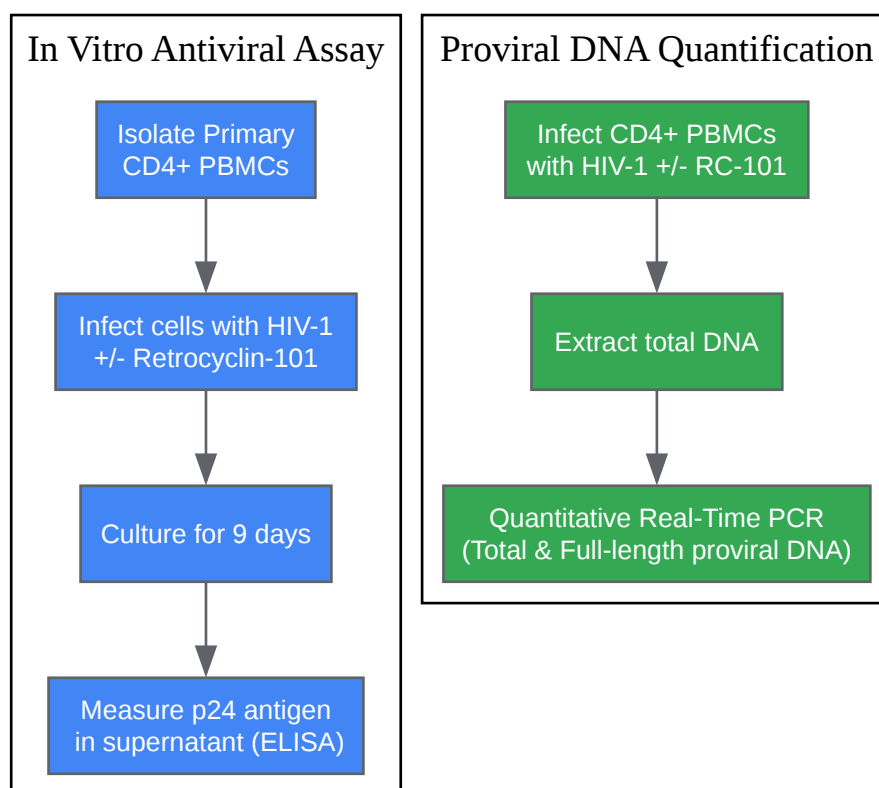 In Vitro Antiviral Assay
Isolate Primary
CD4+ PBMCs
Infect cells with HIV-1
+/- Retrocyclin-101
Culture for 9 days
Measure p24 antigen
in supernatant (ELISA)
Proviral DNA Quantification
Infect CD4+ PBMCs
with HIV-1 +/- RC-101
Extract total DNA
Quantitative Real-Time PCR
(Total & Full-length proviral DNA)